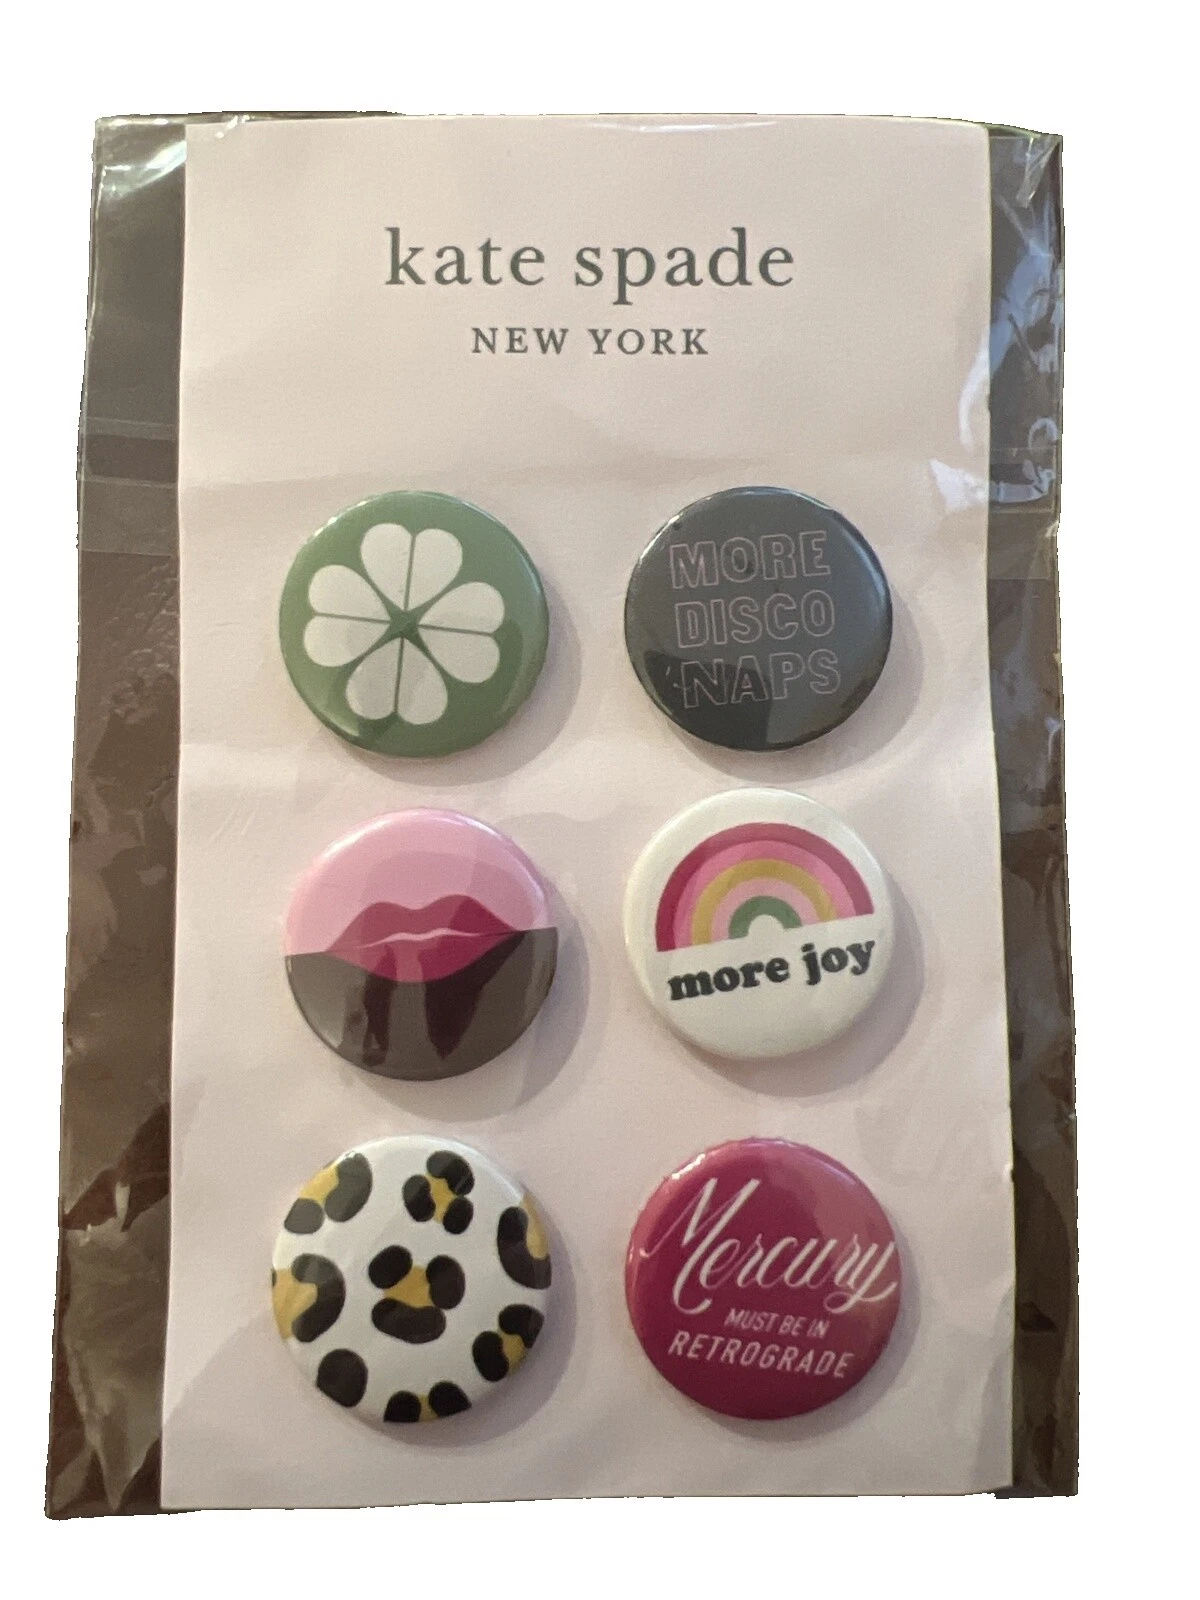 kate spade
NEW YORK
MORE
DISCO
NAPS
more joy
Mercury
MUST BE IN
RETROGRADE